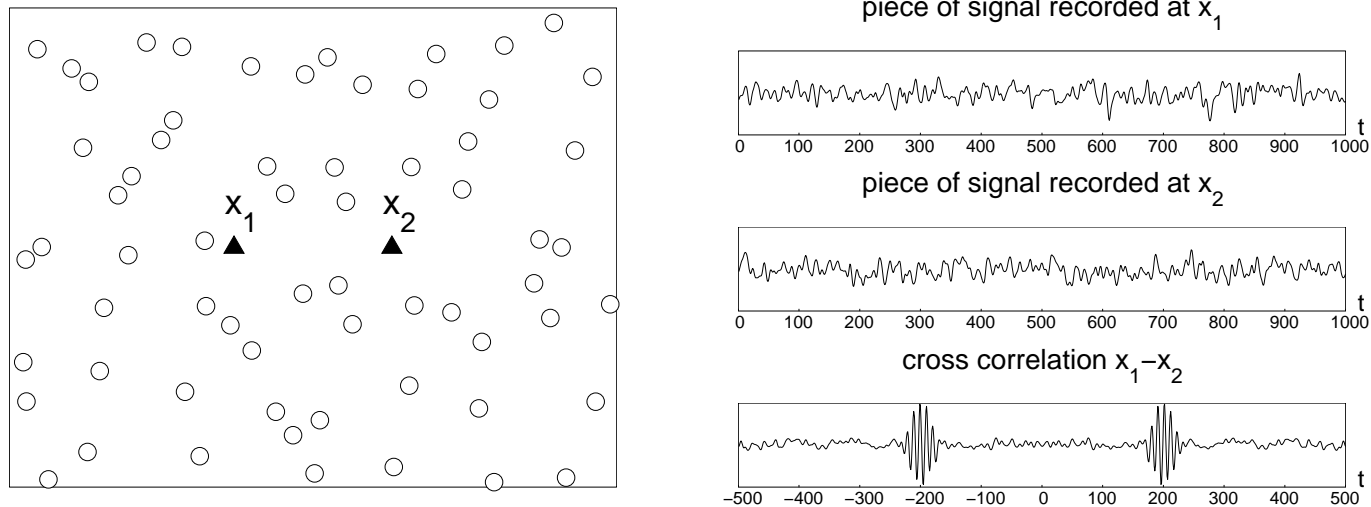 x1
x2
piece of signal recorded at x1
t
0 100 200 300 400 500 600 700 800 900 1000
piece of signal recorded at x2
t
0 100 200 300 400 500 600 700 800 900 1000
cross correlation x1−x2
t
−500 −400 −300 −200 −100 0 100 200 300 400 500